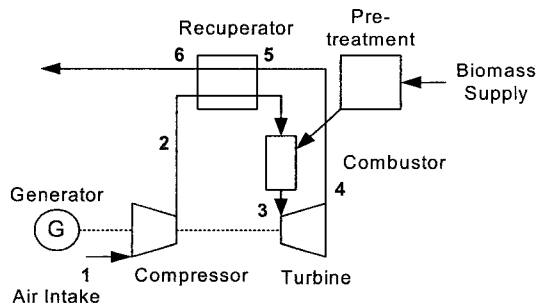 Pre-
treatment
Recuperator
6
5
Biomass
Supply
2
Combustor
4
Generator
3
G
1
Compressor
Turbine
Air Intake